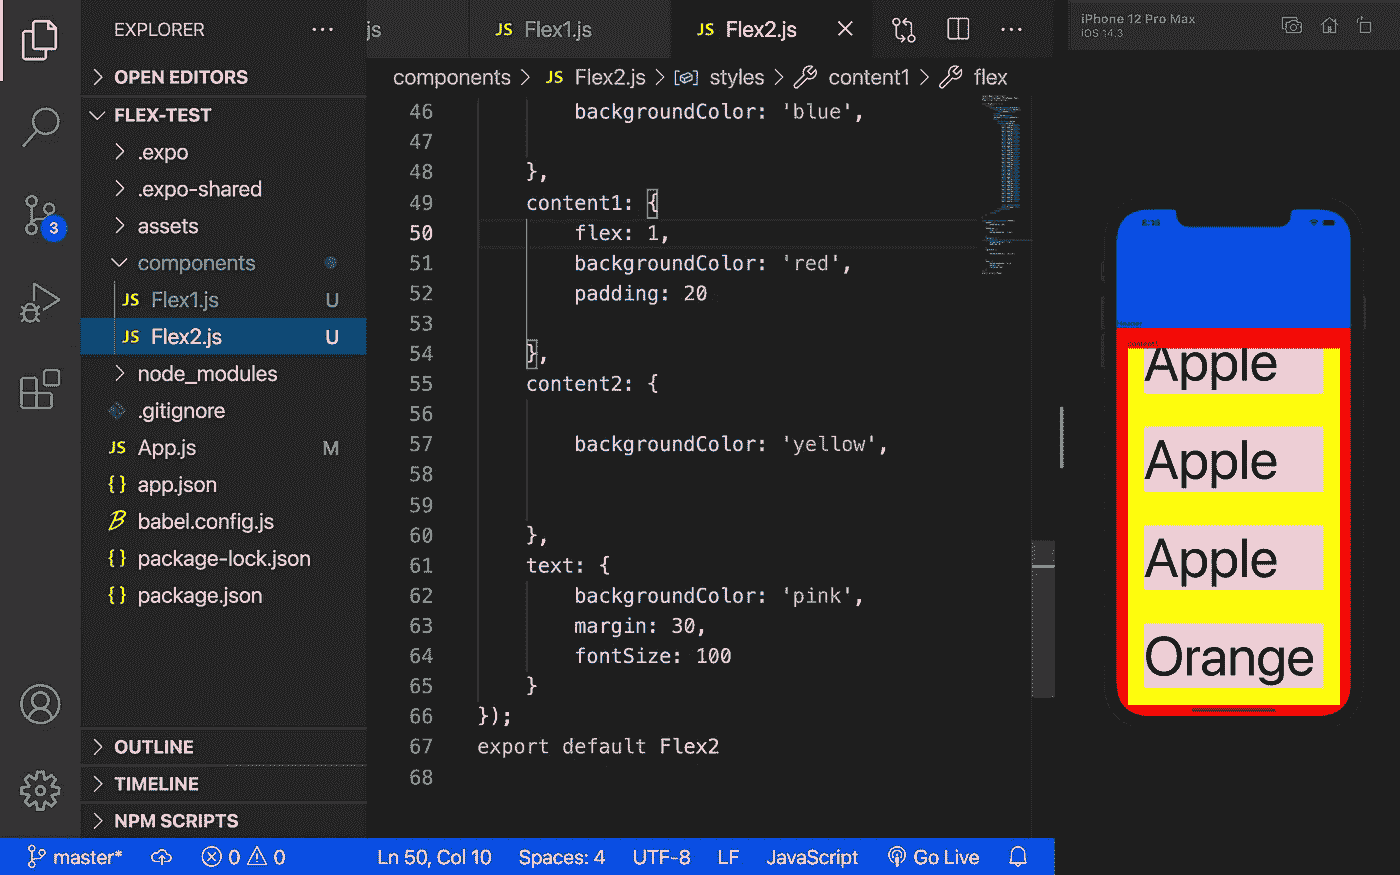 EXPLORER
OPEN EDITORS
FLEX-TEST
.expo
.expo-shared
assets
components
JS Flex1.js U
JS Flex2.js U
node_modules
.gitignore
JS App.js M
{} app.json
babel.config.js
{} package-lock.json
{} package.json
OUTLINE
TIMELINE
NPM SCRIPTS
3
js
JS Flex1.js
JS Flex2.js
components > JS Flex2.js > styles > content1 > flex
46 backgroundColor: 'blue',
47
48 },
49 content1: {
50 flex: 1,
51 backgroundColor: 'red',
52 padding: 20
53
54 },
55 content2: {
56
57 backgroundColor: 'yellow',
58
59
60 },
61 text: {
62 backgroundColor: 'pink',
63 margin: 30,
64 fontSize: 100
65 }
66 });
67 export default Flex2
68
master* 0 0 Ln 50, Col 10 Spaces: 4 UTF-8 LF JavaScript Go Live
iPhone 12 Pro Max
iOS 14.3
Apple
Apple
Apple
Orange